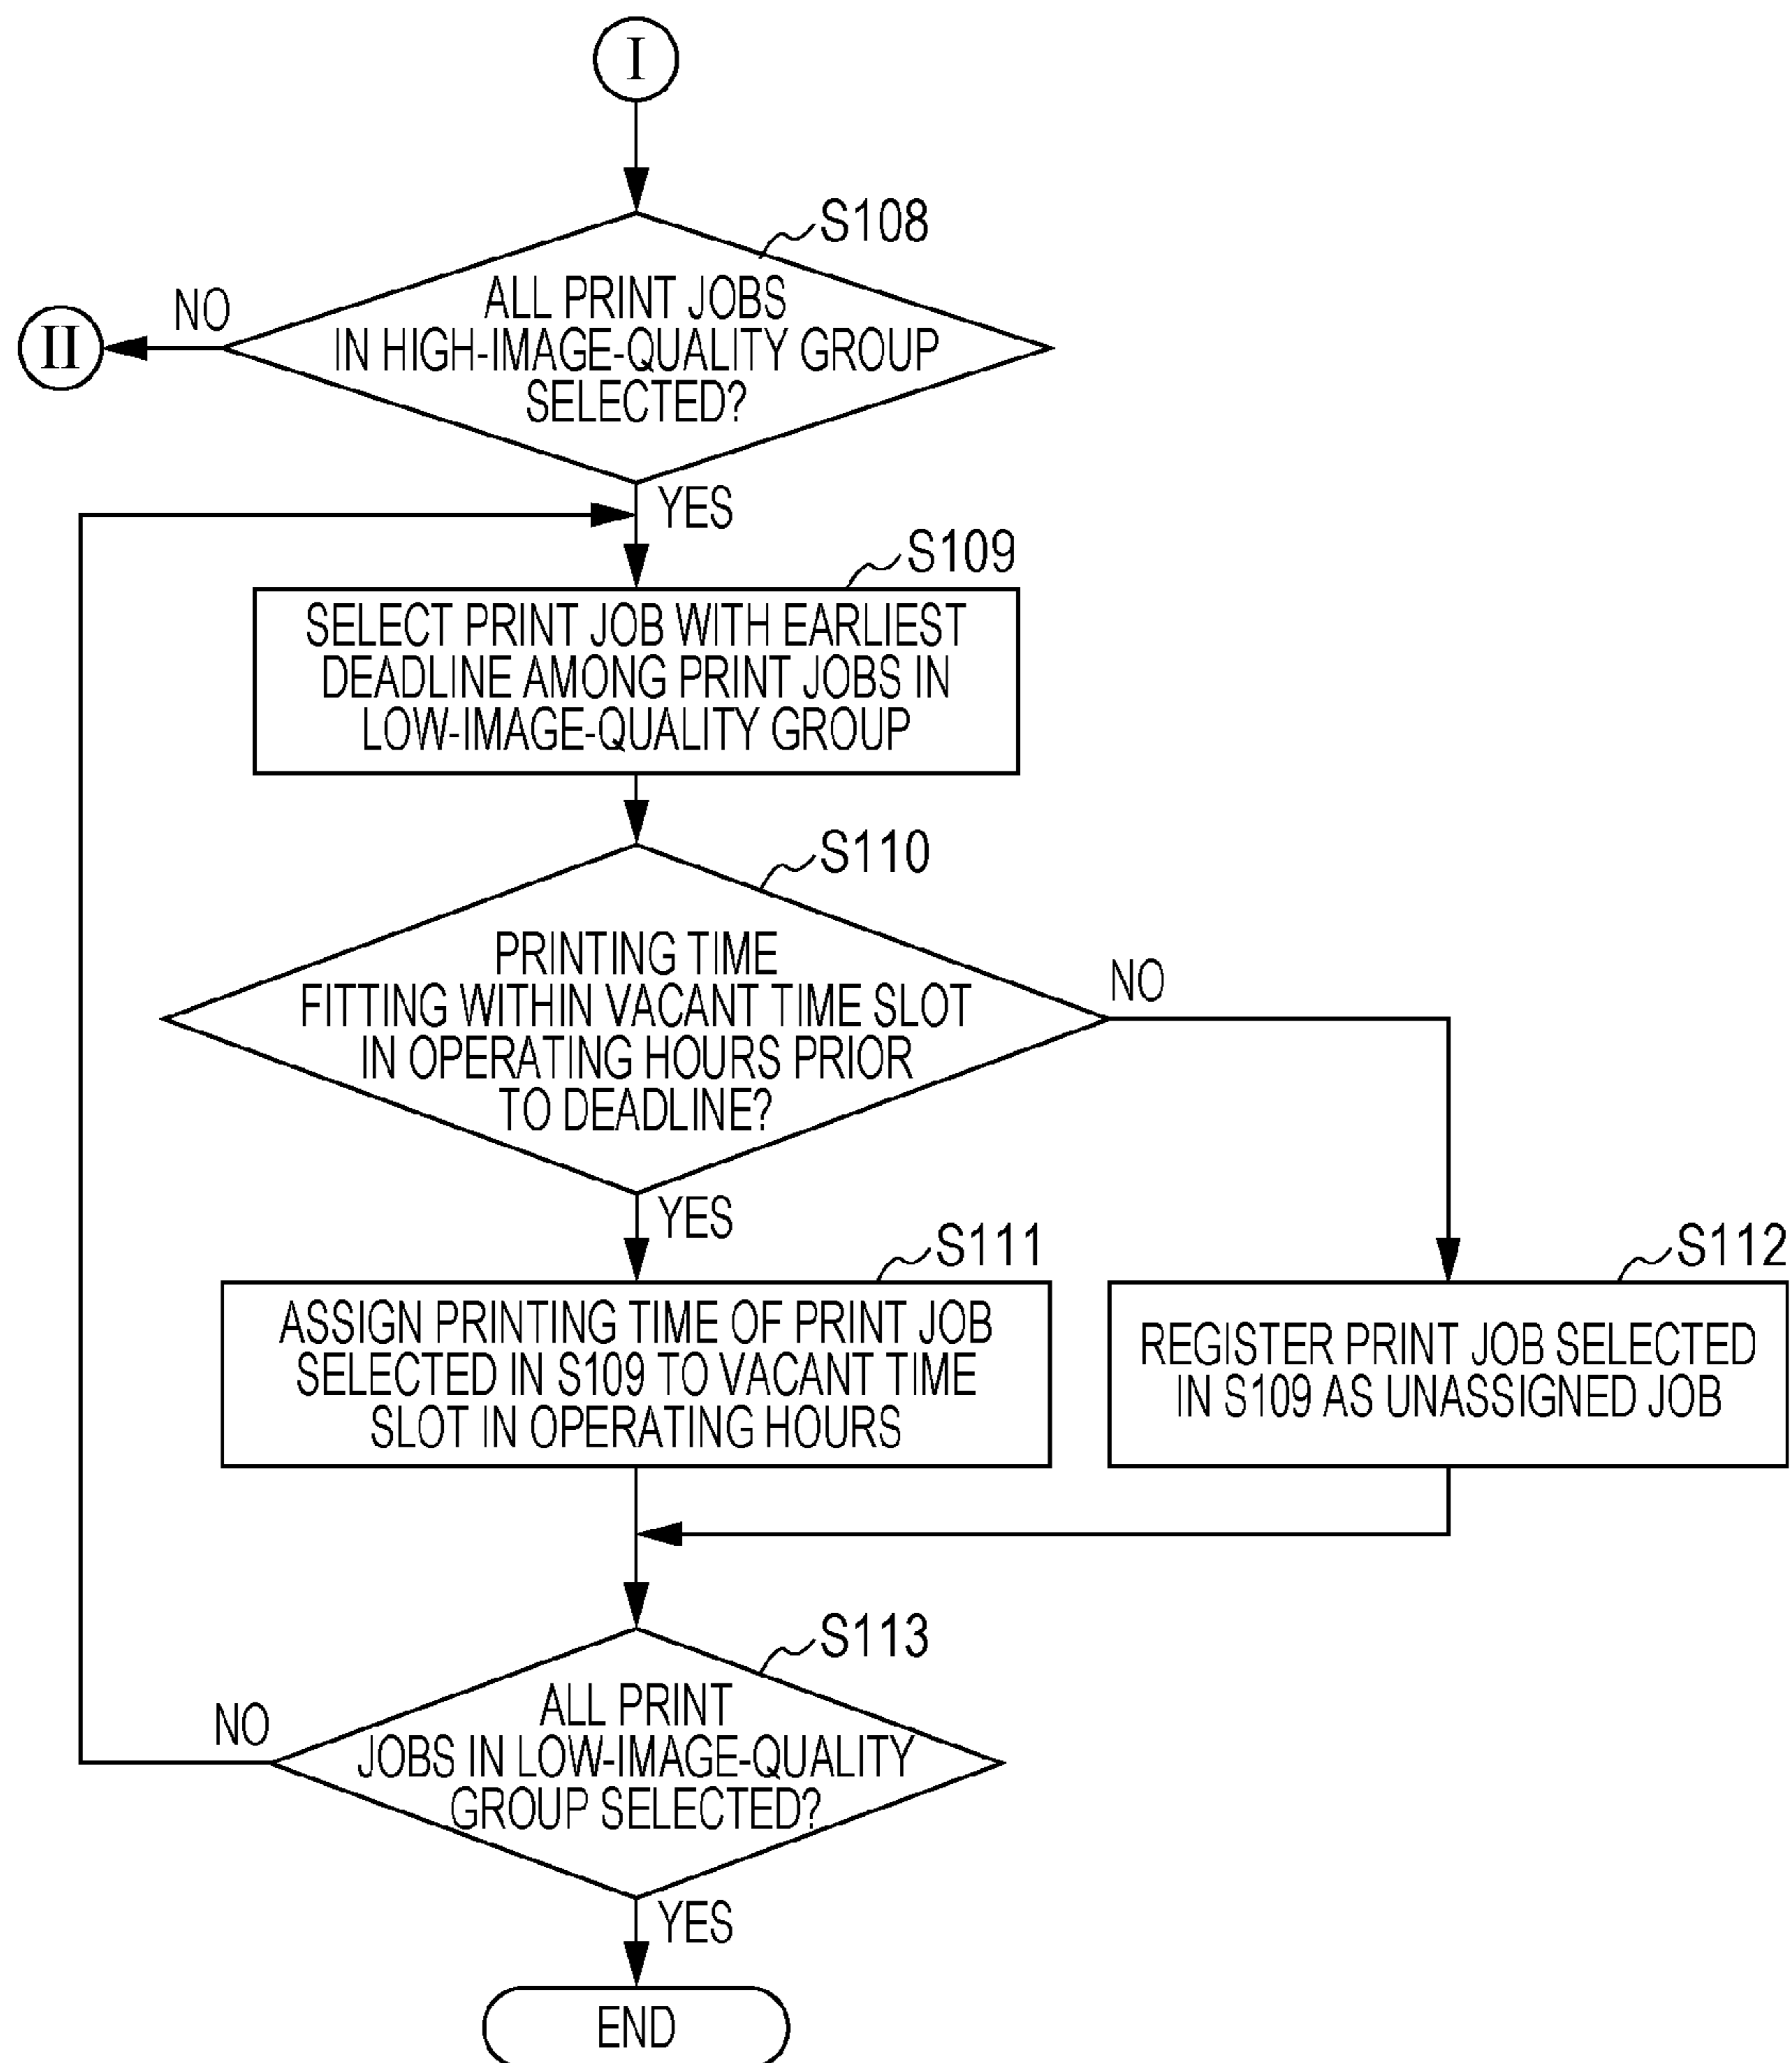 I
S108
ALL PRINT JOBS
IN HIGH-IMAGE-QUALITY GROUP
SELECTED?
NO
II
YES
S109
SELECT PRINT JOB WITH EARLIEST
DEADLINE AMONG PRINT JOBS IN
LOW-IMAGE-QUALITY GROUP
S110
PRINTING TIME
FITTING WITHIN VACANT TIME SLOT
IN OPERATING HOURS PRIOR
TO DEADLINE?
NO
YES
S111
ASSIGN PRINTING TIME OF PRINT JOB
SELECTED IN S109 TO VACANT TIME
SLOT IN OPERATING HOURS
S112
REGISTER PRINT JOB SELECTED
IN S109 AS UNASSIGNED JOB
S113
ALL PRINT
JOBS IN LOW-IMAGE-QUALITY
GROUP SELECTED?
NO
YES
END